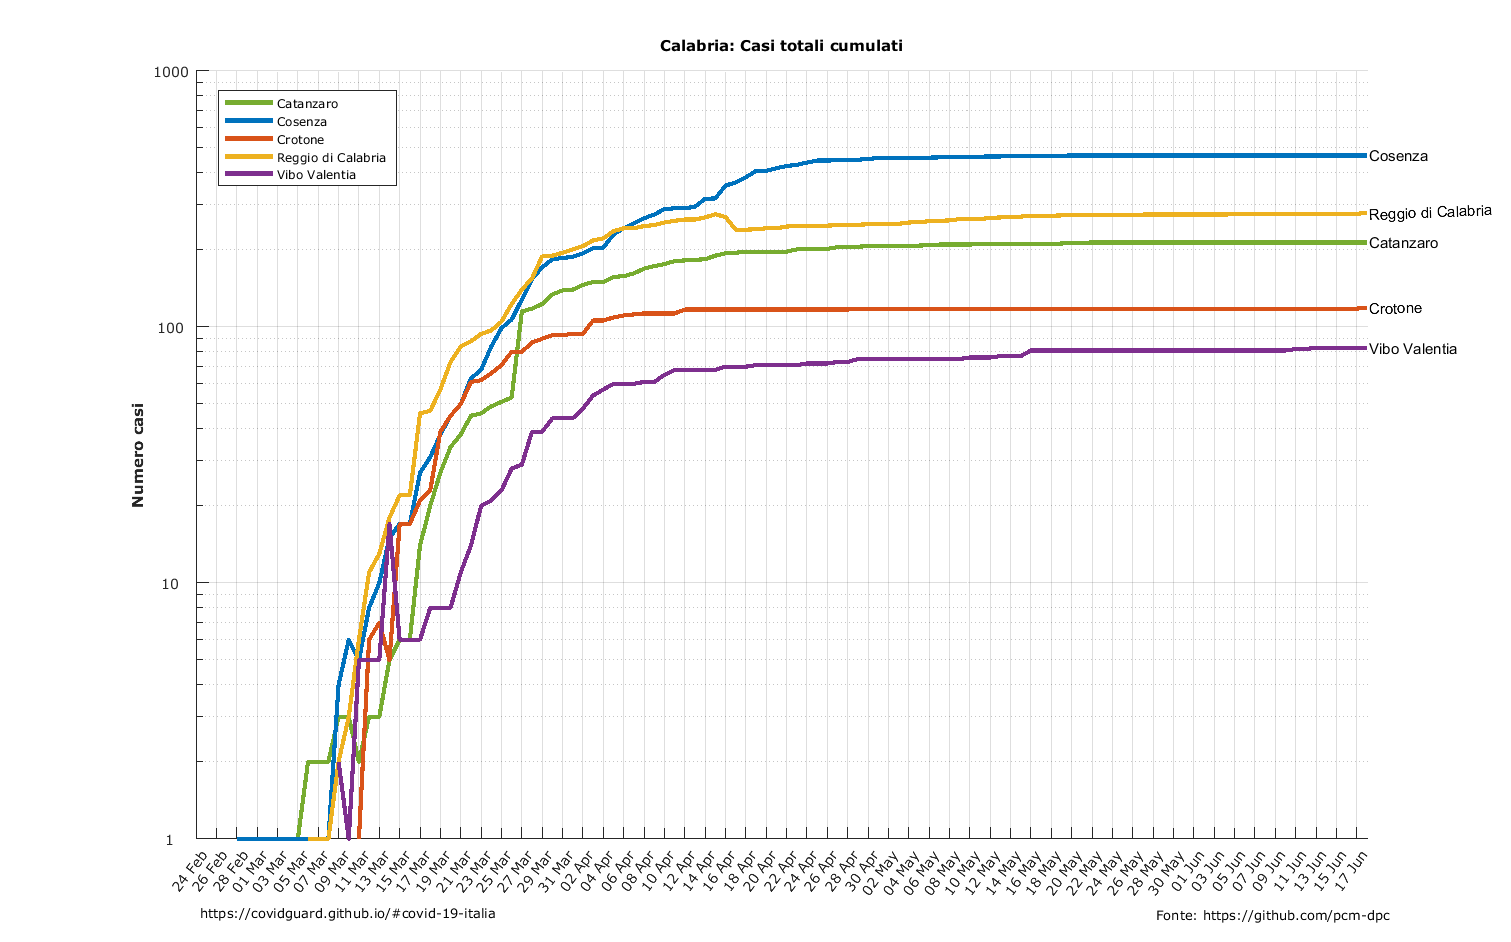 Calabria: Casi totali cumulati
1000
100
10
1
Numero casi
Catanzaro
Cosenza
Crotone
Reggio di Calabria
Vibo Valentia
Cosenza
Reggio di Calabria
Catanzaro
Crotone
Vibo Valentia
24 Feb
26 Feb
28 Feb
01 Mar
03 Mar
05 Mar
07 Mar
09 Mar
11 Mar
13 Mar
15 Mar
17 Mar
19 Mar
21 Mar
23 Mar
25 Mar
27 Mar
29 Mar
31 Mar
02 Apr
04 Apr
06 Apr
08 Apr
10 Apr
12 Apr
14 Apr
16 Apr
18 Apr
20 Apr
22 Apr
24 Apr
26 Apr
28 Apr
30 Apr
02 May
04 May
06 May
08 May
10 May
12 May
14 May
16 May
18 May
20 May
22 May
24 May
26 May
28 May
30 May
01 Jun
03 Jun
05 Jun
07 Jun
09 Jun
11 Jun
13 Jun
15 Jun
17 Jun
https://covidguard.github.io/#covid-19-italia
Fonte: https://github.com/pcm-dpc